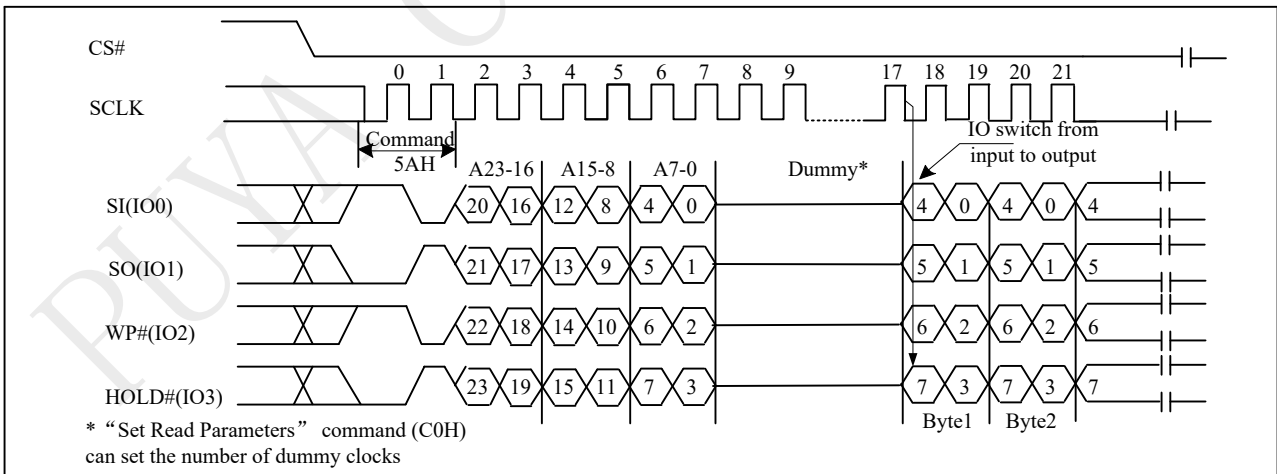 CS#
0 1 2 3 4 5 6 7 8 9 17 18 19 20 21
SCLK
Command
5AH
IO switch from
input to output
A23-16 A15-8 A7-0 Dummy*
SI(IO0) 20 16 12 8 4 0 4 0 4 0 4
SO(IO1) 21 17 13 9 5 1 5 1 5 1 5
WP#(IO2) 22 18 14 10 6 2 6 2 6 2 6
HOLD#(IO3) 23 19 15 11 7 3 7 3 7 3 7
Byte1 Byte2
* “Set Read Parameters” command (C0H)
can set the number of dummy clocks
PUYA